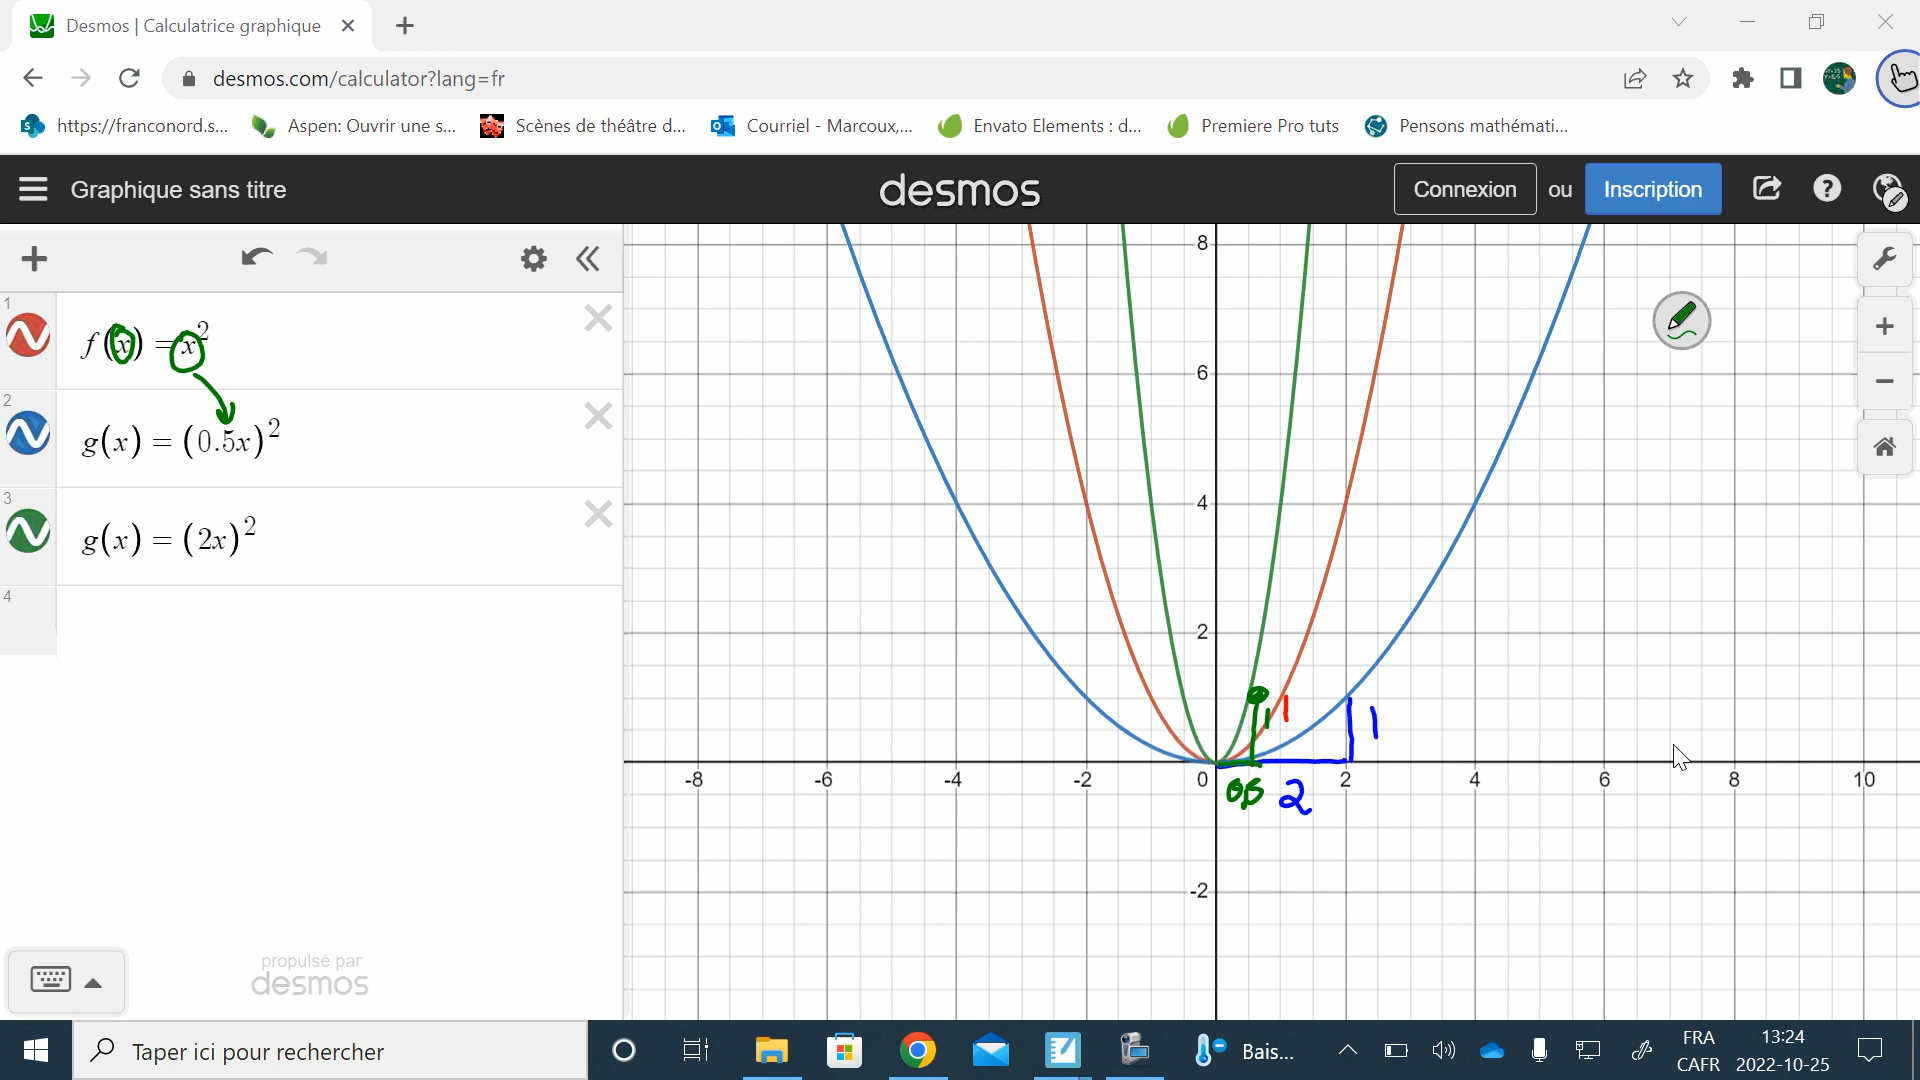 Desmos | Calculatrice graphique
desmos.com/calculator?lang=fr
https://franconord.s... Aspen: Ouvrir une s... Scènes de théâtre d... Courriel - Marcoux,... Envato Elements : d... Premiere Pro tuts Pensons mathémati...
Graphique sans titre desmos Connexion ou Inscription
1 f(x) = x²
2 g(x) = (0.5x)²
3 g(x) = (2x)²
4
8
6
4
2
1 1 1
-8 -6 -4 -2 0 2 4 6 8 10
0,5 2
-2
propulsé par
desmos
Taper ici pour rechercher
Bais...
FRA 13:24
CAFR 2022-10-25